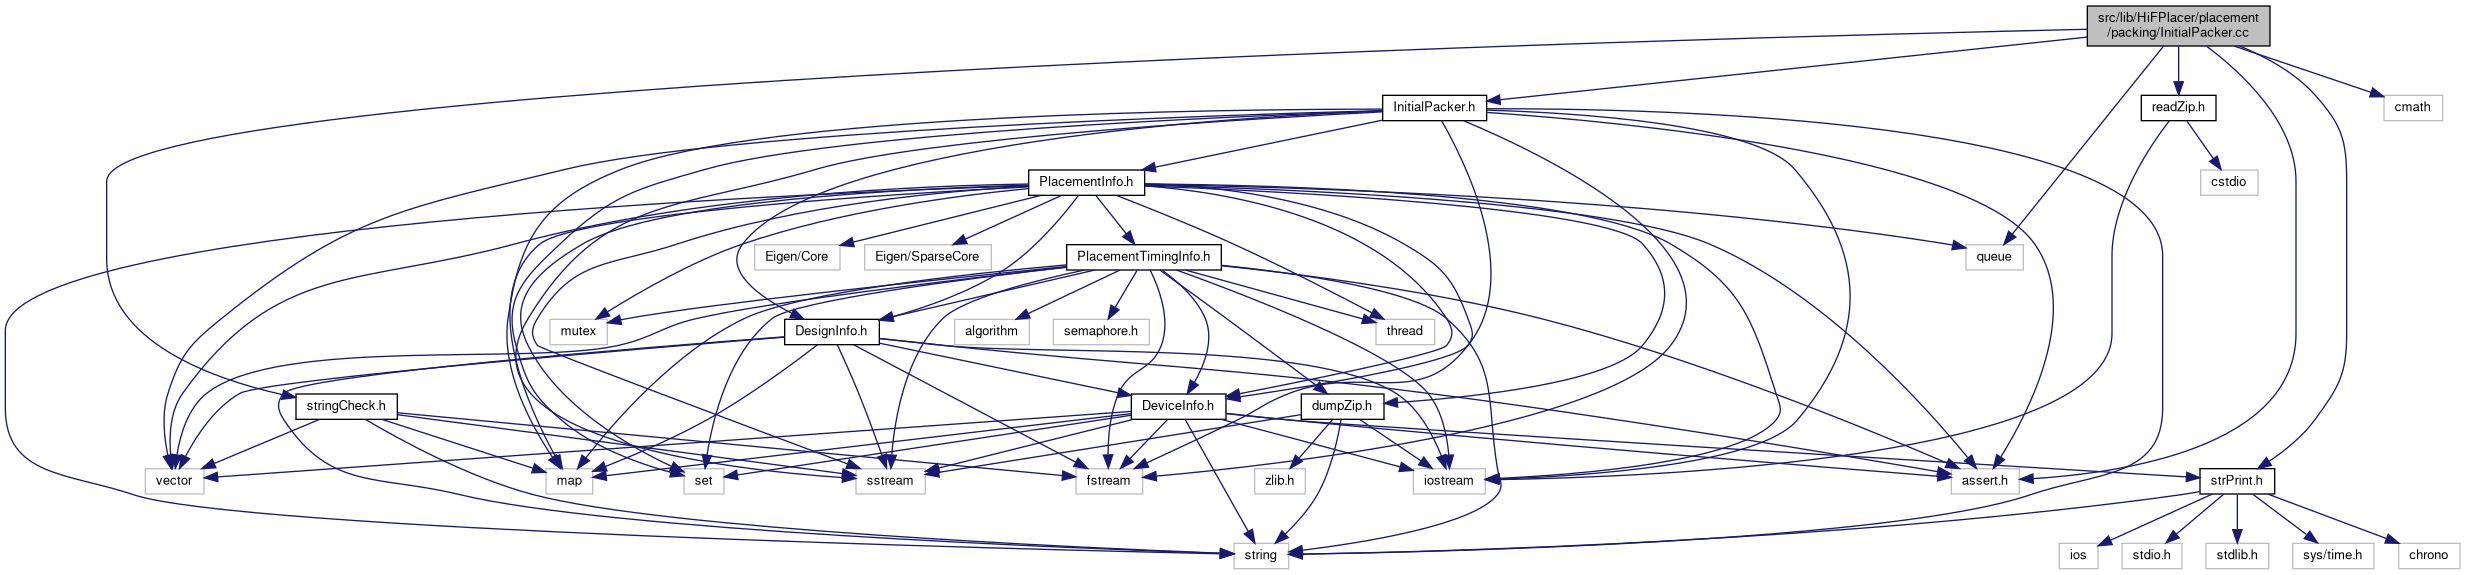 src/lib/HiFPlacer/placement
/packing/InitialPacker.cc
InitialPacker.h
readZip.h
cmath
PlacementInfo.h
cstdio
Eigen/Core
Eigen/SparseCore
PlacementTimingInfo.h
queue
mutex
DesignInfo.h
algorithm
semaphore.h
thread
stringCheck.h
DeviceInfo.h
dumpZip.h
vector
map
set
sstream
fstream
zlib.h
iostream
assert.h
strPrint.h
string
ios
stdio.h
stdlib.h
sys/time.h
chrono